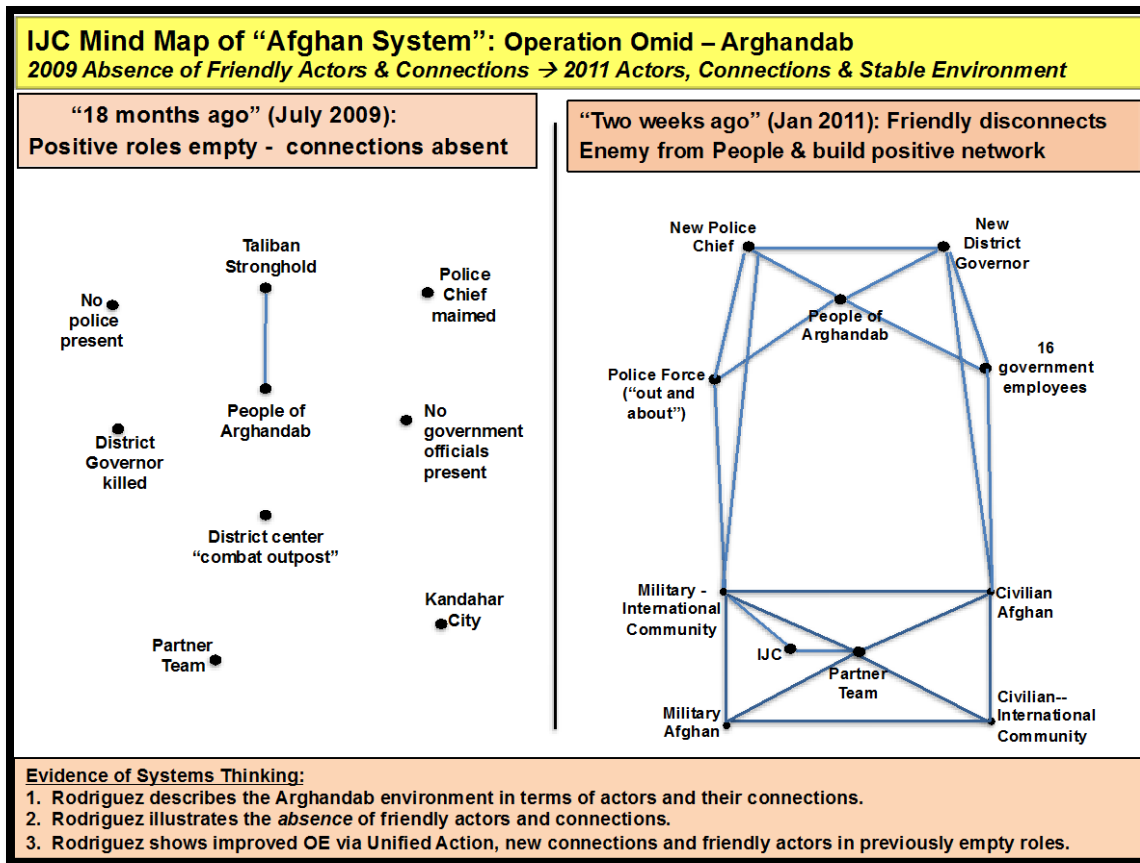 IJC Mind Map of “Afghan System”: Operation Omid – Arghandab
2009 Absence of Friendly Actors & Connections → 2011 Actors, Connections & Stable Environment
“18 months ago” (July 2009):
Positive roles empty - connections absent
Taliban
Stronghold
No
police
present
Police
Chief
maimed
People of
Arghandab
District
Governor
killed
No
government
officials
present
District center
“combat outpost”
Kandahar
City
Partner
Team
“Two weeks ago” (Jan 2011): Friendly disconnects
Enemy from People & build positive network
New Police
Chief
New
District
Governor
People of
Arghandab
Police Force
(“out and
about”)
16
government
employees
Military -
International
Community
Civilian
Afghan
IJC
Partner
Team
Military
Afghan
Civilian--
International
Community
Evidence of Systems Thinking:
1. Rodriguez describes the Arghandab environment in terms of actors and their connections.
2. Rodriguez illustrates the absence of friendly actors and connections.
3. Rodriguez shows improved OE via Unified Action, new connections and friendly actors in previously empty roles.